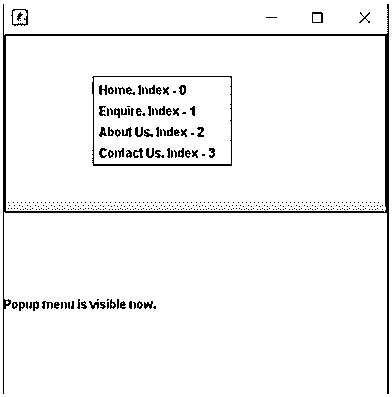 Home. Index - 0
Enquire. Index - 1
About Us. Index - 2
Contact Us. Index - 3
Popup menu is visible now.